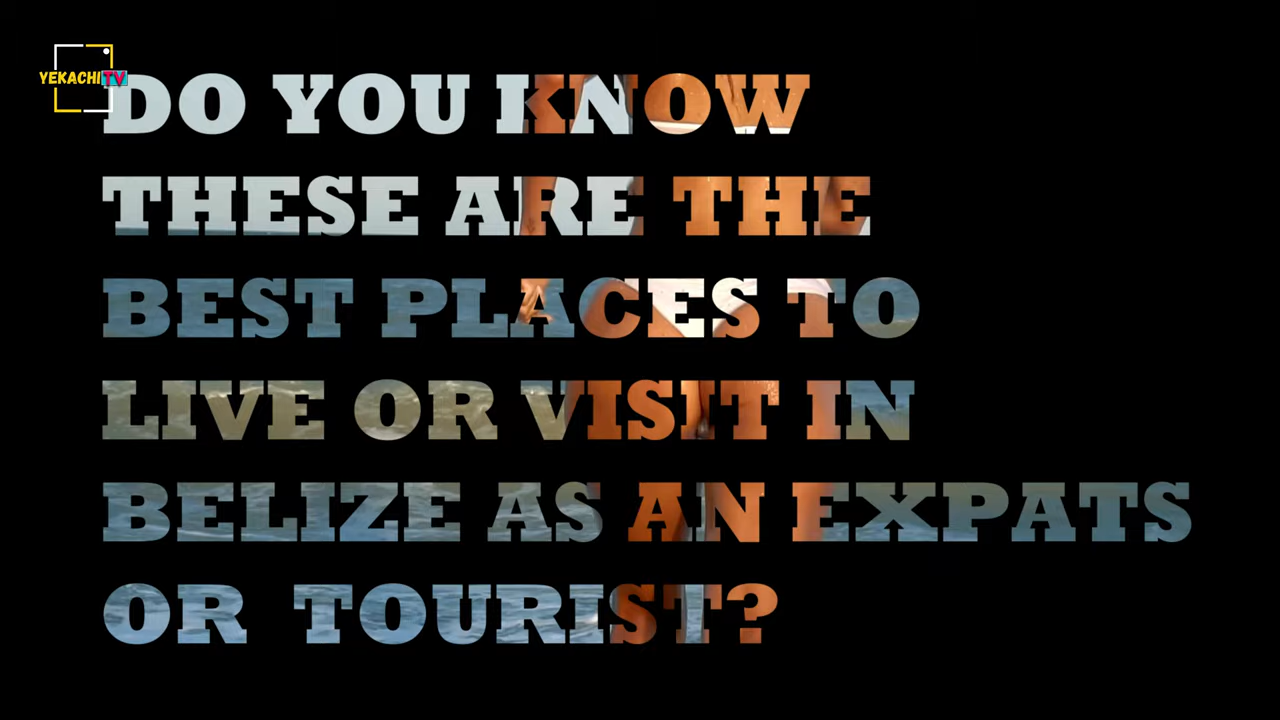 YEKACHI TV
DO YOU KNOW
THESE ARE THE
BEST PLACES TO
LIVE OR VISIT IN
BELIZE AS AN EXPATS
OR TOURIST?